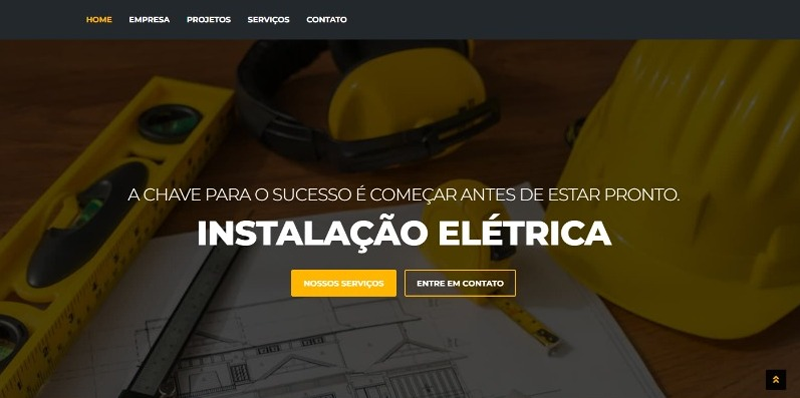 HOME EMPRESA PROJETOS SERVIÇOS CONTATO
A CHAVE PARA O SUCESSO É COMEÇAR ANTES DE ESTAR PRONTO.
INSTALAÇÃO ELÉTRICA
NOSSOS SERVIÇOS ENTRE EM CONTATO